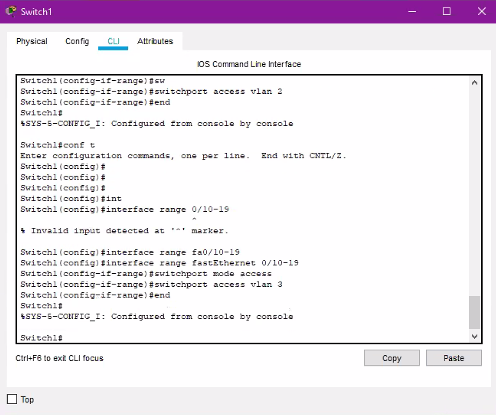 Switch1
Physical
Config
CLI
Attributes
IOS Command Line Interface
Switch1(config-if-range)#sw
Switch1(config-if-range)#switchport access vlan 2
Switch1(config-if-range)#end
Switch1#
%SYS-5-CONFIG_I: Configured from console by console
Switch1#conf t
Enter configuration commands, one per line.  End with CNTL/Z.
Switch1(config)#
Switch1(config)#
Switch1(config)#
Switch1(config)#int
Switch1(config)#interface range 0/10-19
^
% Invalid input detected at '^' marker.
Switch1(config)#interface range fa0/10-19
Switch1(config)#interface range fastEthernet 0/10-19
Switch1(config-if-range)#switchport mode access
Switch1(config-if-range)#switchport access vlan 3
Switch1(config-if-range)#end
Switch1#
%SYS-5-CONFIG_I: Configured from console by console
Switch1#
Ctrl+F6 to exit CLI focus
Copy
Paste
Top